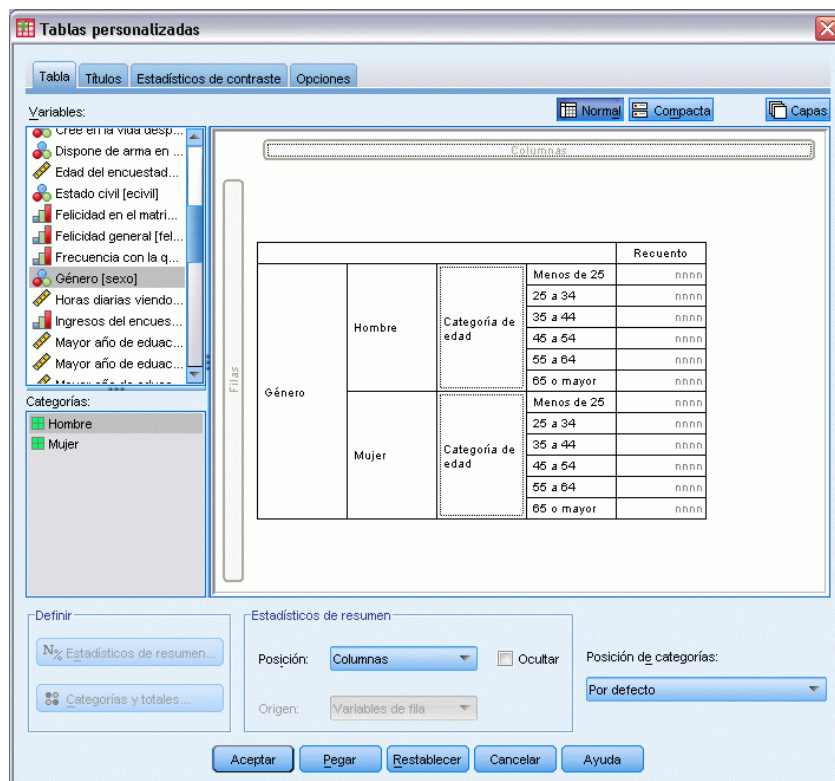 Tablas personalizadas
Tabla Títulos Estadísticos de contraste Opciones
Variables:
Normal Compacta Capas
Cree en la vida desp...
Dispone de arma en ...
Edad del encuestad...
Estado civil [ecivil]
Felicidad en el matri...
Felicidad general [fel...
Frecuencia con la q...
Género [sexo]
Horas diarias viendo...
Ingresos del encues...
Mayor año de eduac...
Mayor año de eduac...
Categorías:
Hombre
Mujer
Columnas
Filas
Recuento
Género
Hombre
Categoría de edad
Menos de 25 nnnn
25 a 34 nnnn
35 a 44 nnnn
45 a 54 nnnn
55 a 64 nnnn
65 o mayor nnnn
Mujer
Categoría de edad
Menos de 25 nnnn
25 a 34 nnnn
35 a 44 nnnn
45 a 54 nnnn
55 a 64 nnnn
65 o mayor nnnn
Definir
N% Estadísticos de resumen...
Categorías y totales...
Estadísticos de resumen
Posición: Columnas Ocultar
Origen: Variables de fila
Posición de categorías:
Por defecto
Aceptar Pegar Restablecer Cancelar Ayuda